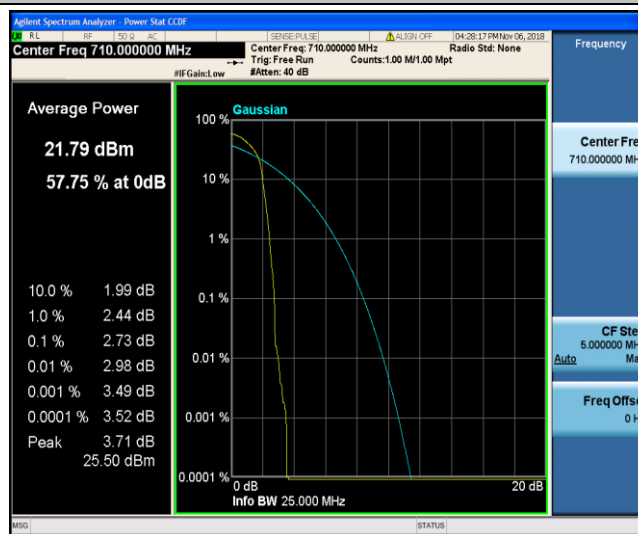 Agilent Spectrum Analyzer - Power Stat CCDF
RL RF 50 Ω AC SENSE:PULSE ALIGN OFF 04:28:17 PM Nov 06, 2018
Center Freq 710.000000 MHz
Center Freq: 710.000000 MHz Radio Std: None
Trig: Free Run Counts:1.00 M/1.00 Mpt
#IFGain:Low #Atten: 40 dB
Average Power
21.79 dBm
57.75 % at 0dB
10.0 % 1.99 dB
1.0 % 2.44 dB
0.1 % 2.73 dB
0.01 % 2.98 dB
0.001 % 3.49 dB
0.0001 % 3.52 dB
Peak 3.71 dB
25.50 dBm
Gaussian
100 %
10 %
1 %
0.1 %
0.01 %
0.001 %
0.0001 %
0 dB 20 dB
Info BW 25.000 MHz
Frequency
Center Fre
710.000000 MH
CF Ste
5.000000 MH
Auto Ma
Freq Offse
0 H
MSG STATUS